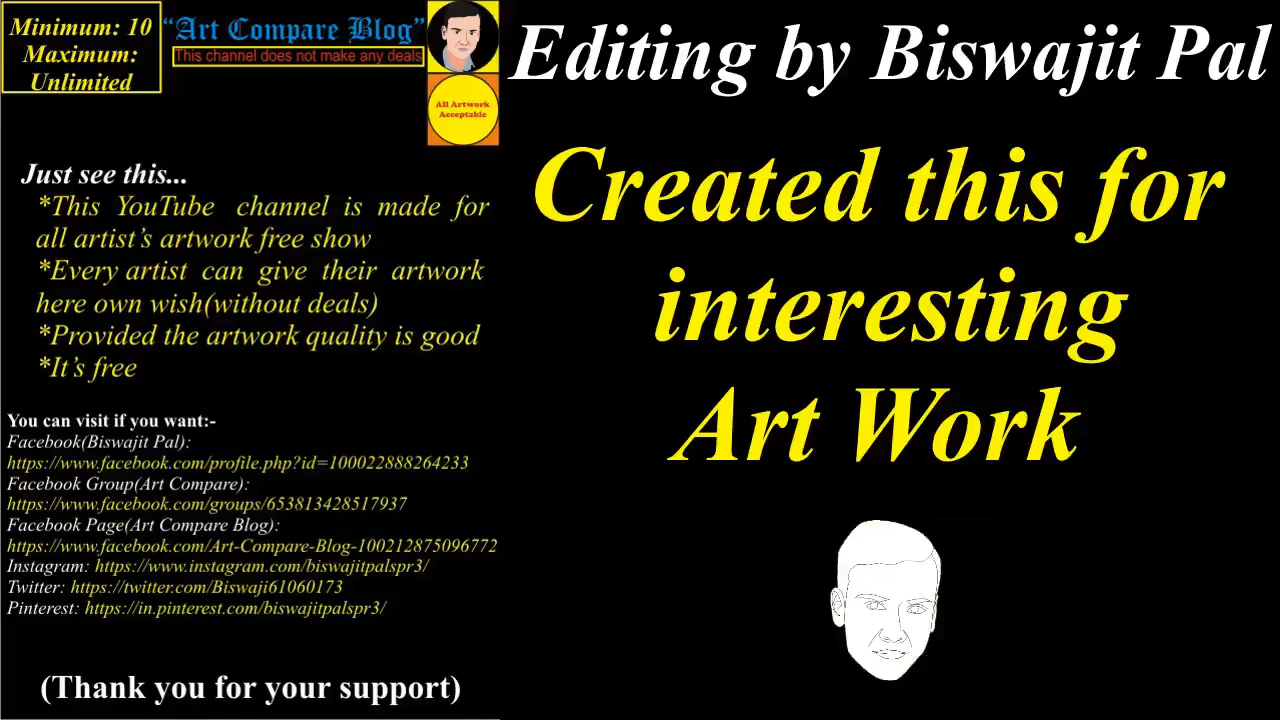 Minimum: 10
Maximum:
Unlimited
“Art Compare Blog”
This channel does not make any deals
All Artwork
Acceptable
Just see this...
*This YouTube channel is made for
all artist’s artwork free show
*Every artist can give their artwork
here own wish(without deals)
*Provided the artwork quality is good
*It’s free
You can visit if you want:-
Facebook(Biswajit Pal):
https://www.facebook.com/profile.php?id=100022888264233
Facebook Group(Art Compare):
https://www.facebook.com/groups/653813428517937
Facebook Page(Art Compare Blog):
https://www.facebook.com/Art-Compare-Blog-100212875096772
Instagram: https://www.instagram.com/biswajitpalspr3/
Twitter: https://twitter.com/Biswaji61060173
Pinterest: https://in.pinterest.com/biswajitpalspr3/
(Thank you for your support)
Editing by Biswajit Pal
Created this for
interesting
Art Work